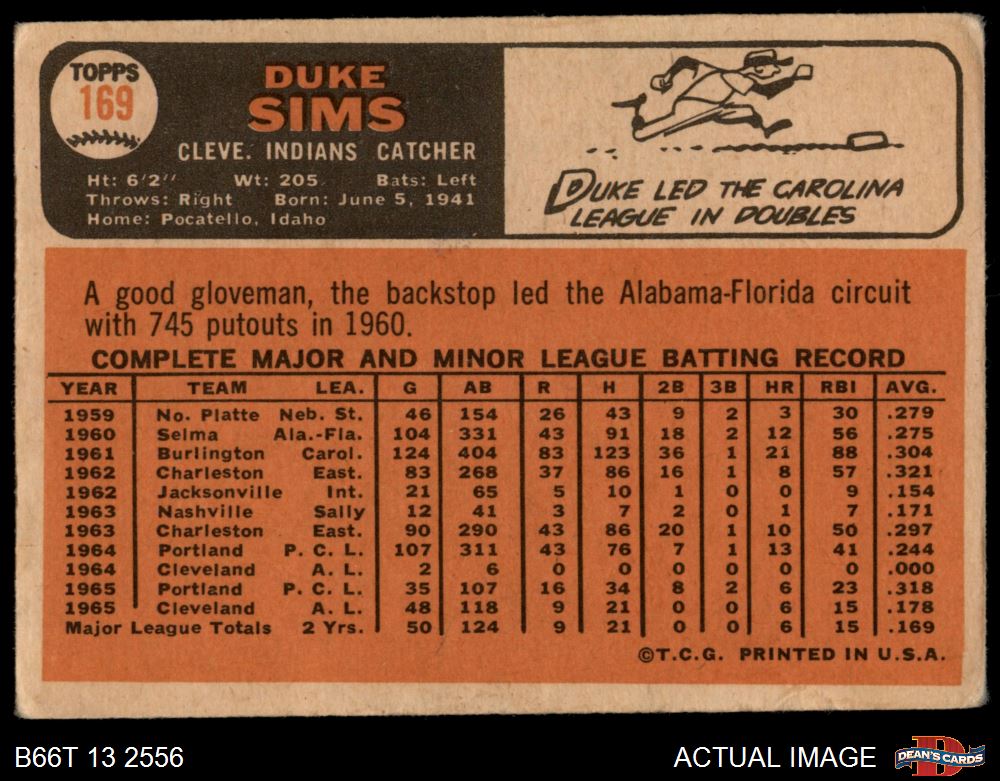 TOPPS
169
DUKE
SIMS
CLEVE. INDIANS CATCHER
Ht: 6'2" Wt: 205 Bats: Left
Throws: Right Born: June 5, 1941
Home: Pocatello, Idaho
DUKE LED THE CAROLINA
LEAGUE IN DOUBLES
A good gloveman, the backstop led the Alabama-Florida circuit
with 745 putouts in 1960.
COMPLETE MAJOR AND MINOR LEAGUE BATTING RECORD
YEAR TEAM LEA. G AB R H 2B 3B HR RBI AVG.
1959 No. Platte Neb. St. 46 154 26 43 9 2 3 30 .279
1960 Selma Ala.-Fla. 104 331 43 91 18 2 12 56 .275
1961 Burlington Carol. 124 404 83 123 36 1 21 88 .304
1962 Charleston East. 83 268 37 86 16 1 8 57 .321
1962 Jacksonville Int. 21 65 5 10 1 0 0 9 .154
1963 Nashville Sally 12 41 3 7 2 0 1 7 .171
1963 Charleston East. 90 290 43 86 20 1 10 50 .297
1964 Portland P. C. L. 107 311 43 76 7 1 13 41 .244
1964 Cleveland A. L. 2 6 0 0 0 0 0 0 .000
1965 Portland P. C. L. 35 107 16 34 8 2 6 23 .318
1965 Cleveland A. L. 48 118 9 21 0 0 6 15 .178
Major League Totals 2 Yrs. 50 124 9 21 0 0 6 15 .169
©T.C.G. PRINTED IN U.S.A.
B66T 13 2556 ACTUAL IMAGE DEAN'S CARDS